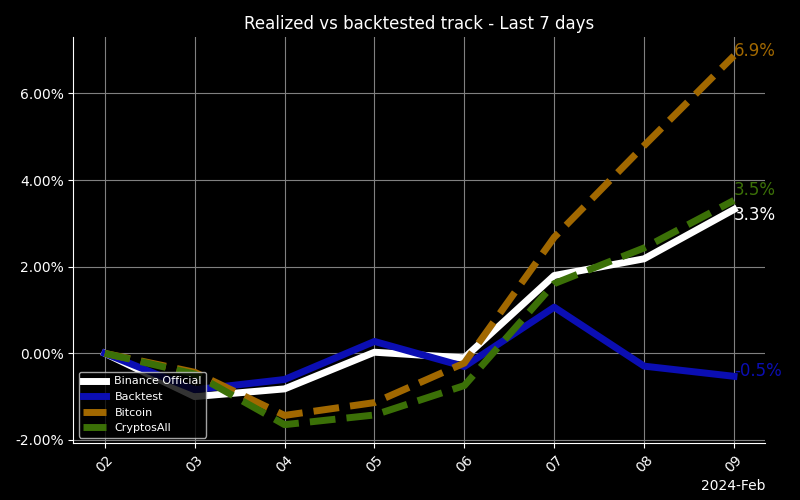 Realized vs backtested track - Last 7 days
6.9%
6.00%
4.00%
3.5%
3.3%
2.00%
0.00%
-0.5%
Binance Official
Backtest
Bitcoin
CryptosAll
-2.00%
02 03 04 05 06 07 08 09
2024-Feb